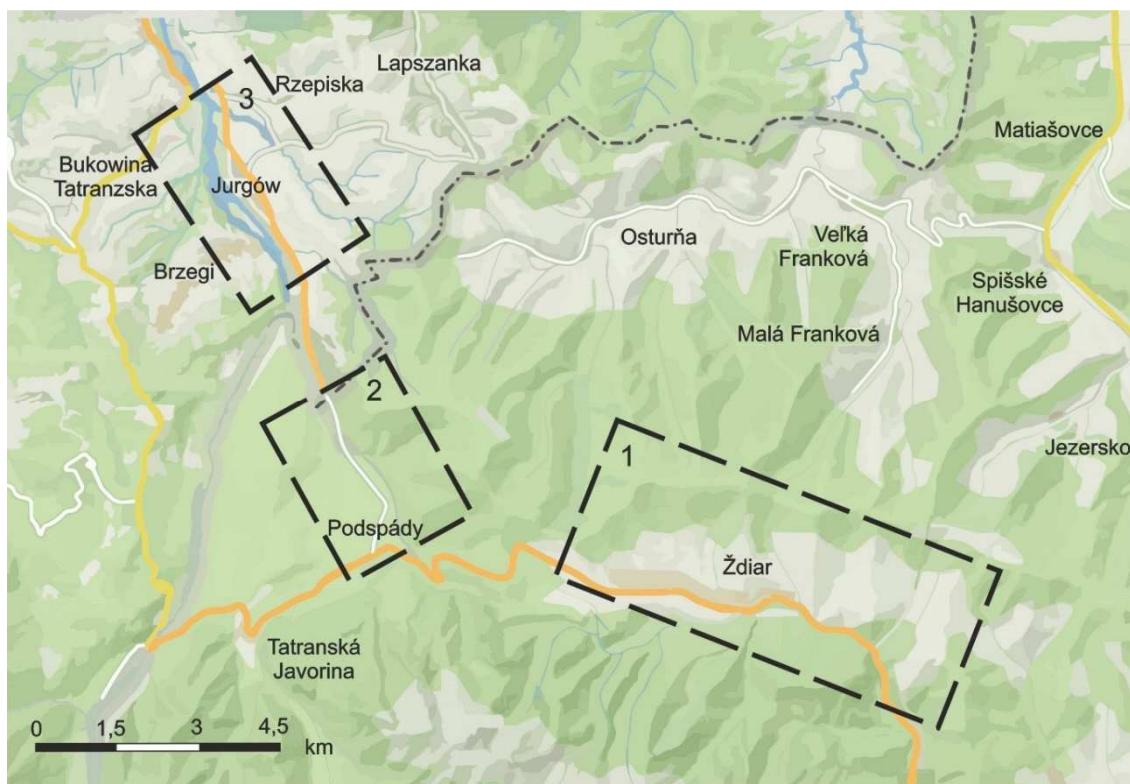 Lapszanka
Rzepiska
3
Matiašovce
Bukowina
Tatranzska
Jurgów
Osturňa
Veľká
Franková
Brzegi
Spišské
Hanušovce
Malá Franková
2
1
Jezersko
Podspády
Ždiar
Tatranská
Javorina
0 1,5 3 4,5
km